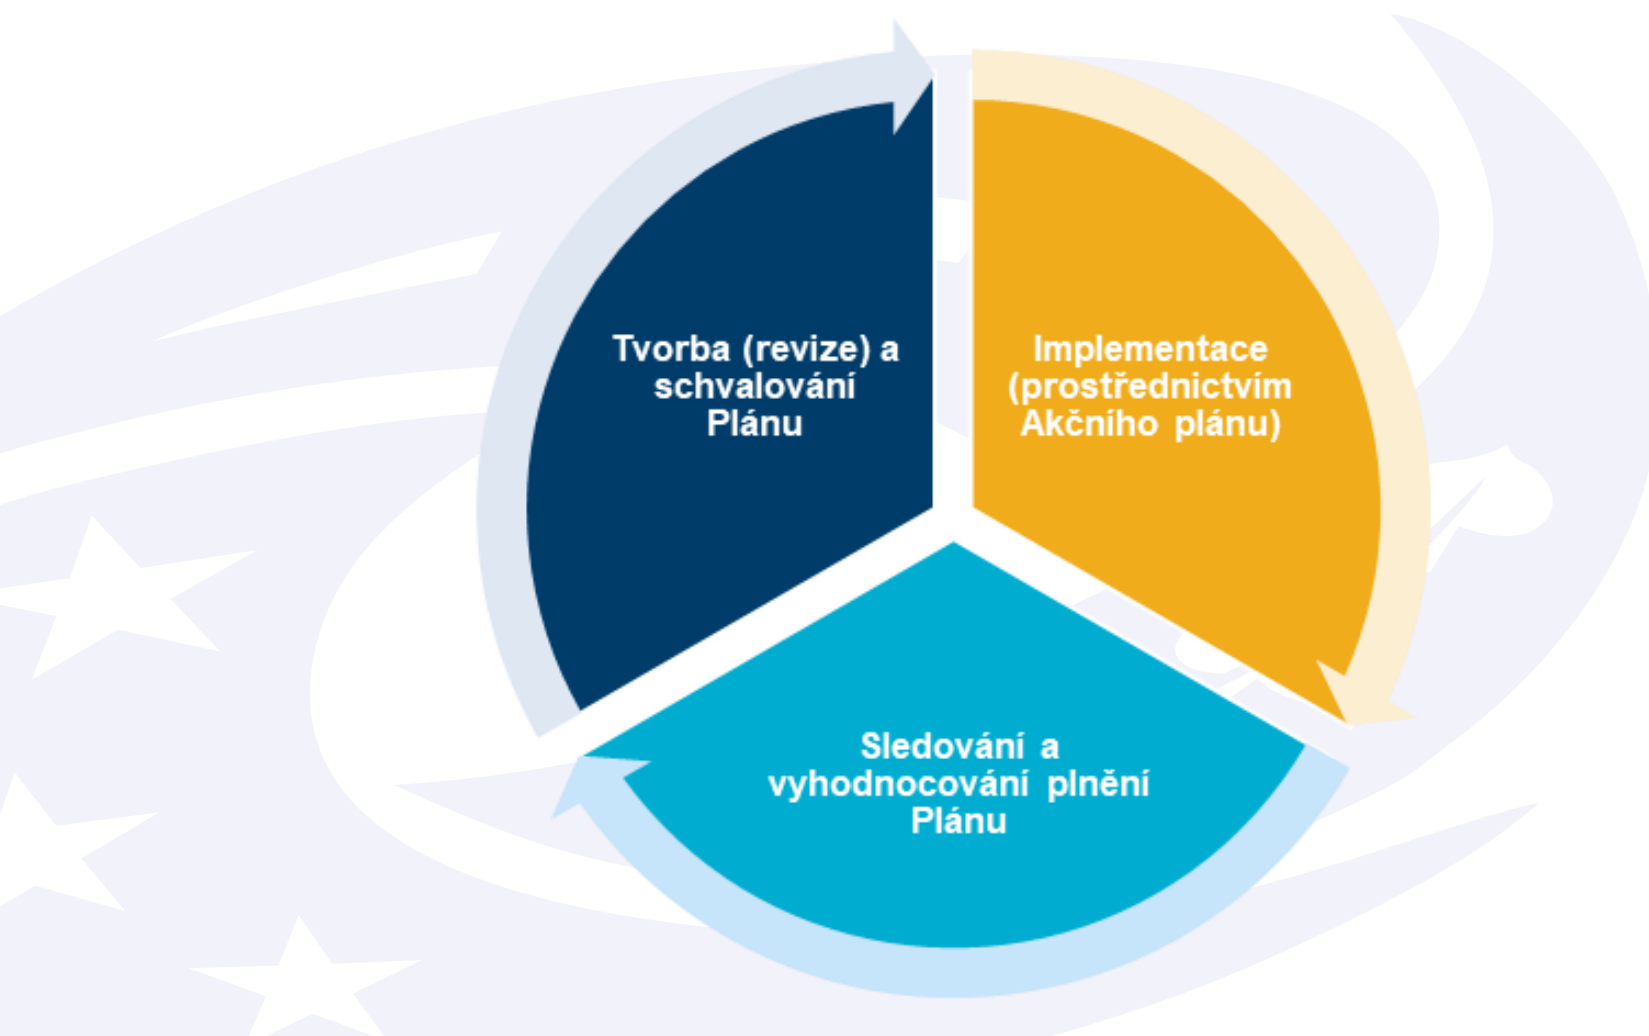 Tvorba (revize) a
schvalování
Plánu
Implementace
(prostřednictvím
Akčního plánu)
Sledování a
vyhodnocování plnění
Plánu